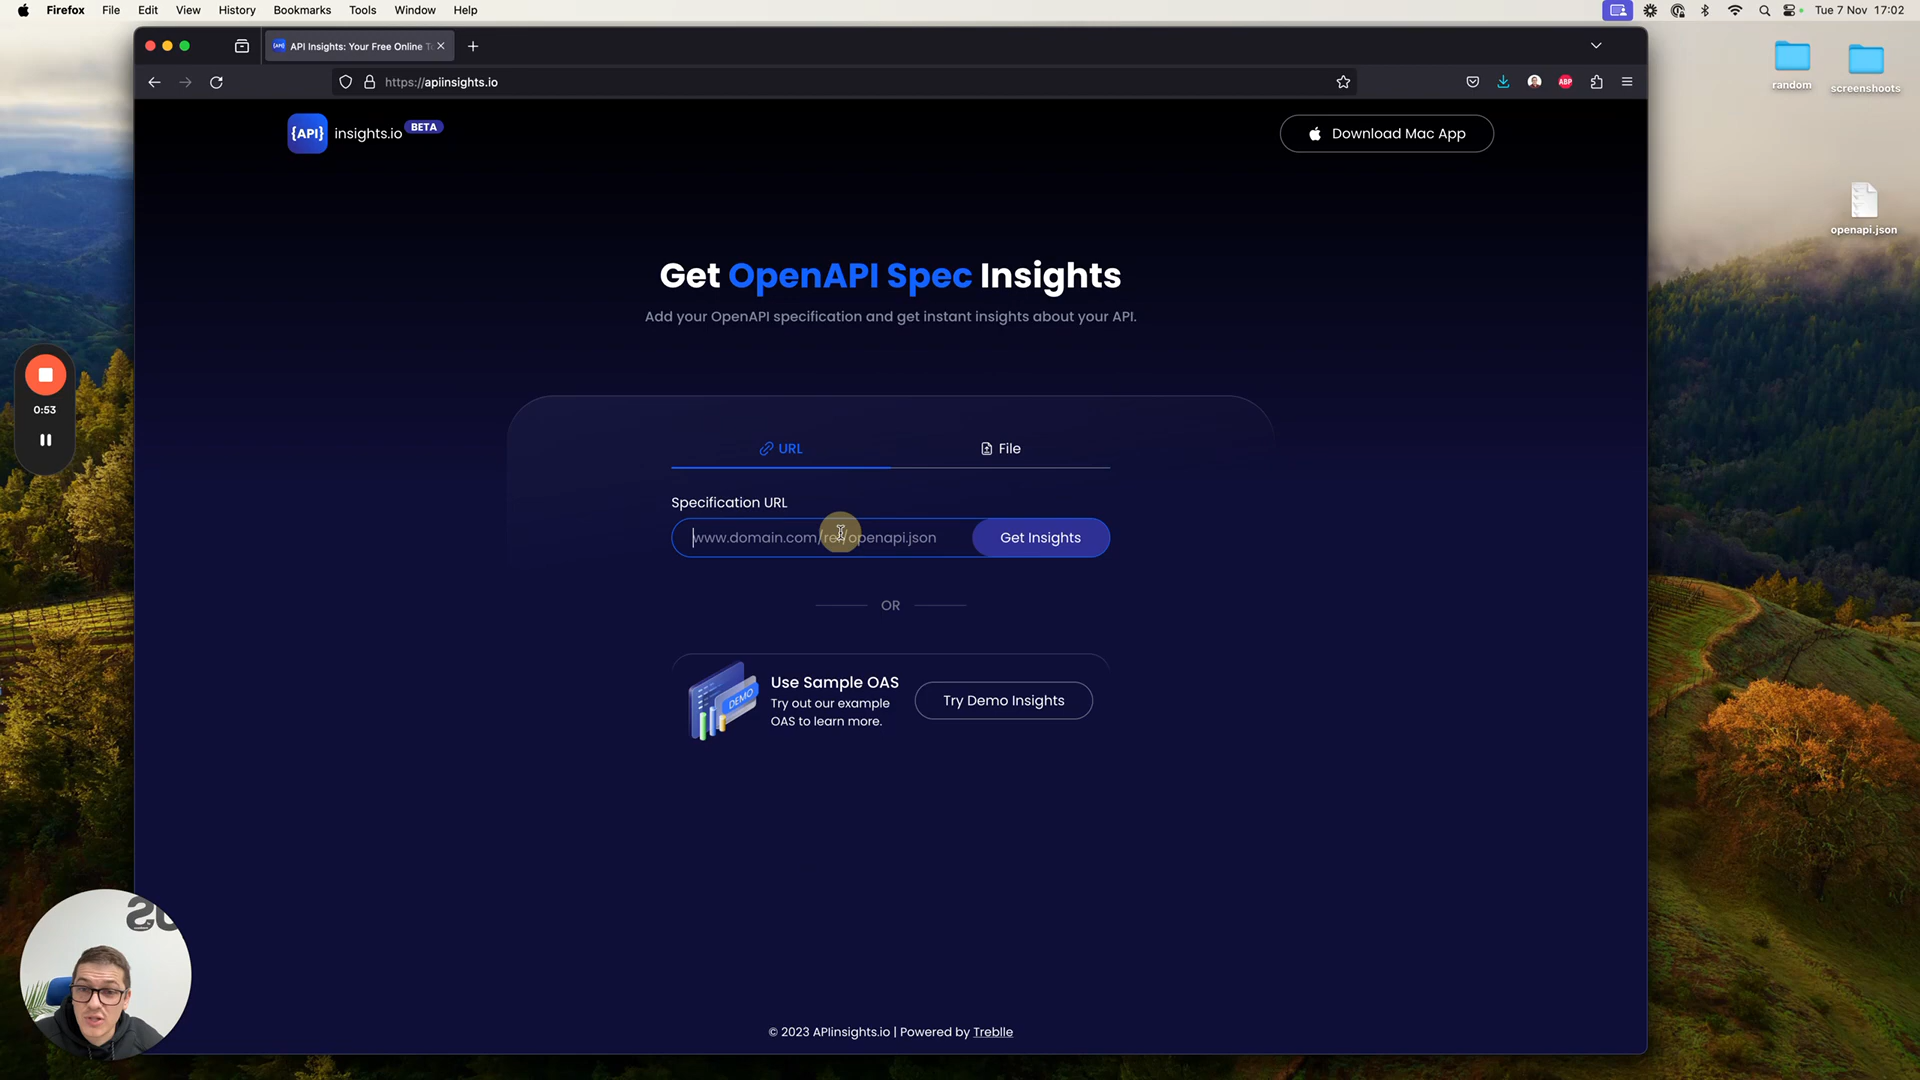 Firefox File Edit View History Bookmarks Tools Window Help Tue 7 Nov 17:02
{API} API Insights: Your Free Online T
https://apiinsights.io ABP
random
screenshoots
{API} insights.io BETA
Download Mac App
openapi.json
Get OpenAPI Spec Insights
Add your OpenAPI specification and get instant insights about your API.
0:53
URL File
Specification URL
www.domain.com/rel/openapi.json Get Insights
OR
DEMO
Use Sample OAS
Try out our example
OAS to learn more.
Try Demo Insights
© 2023 APIinsights.io | Powered by Treblle